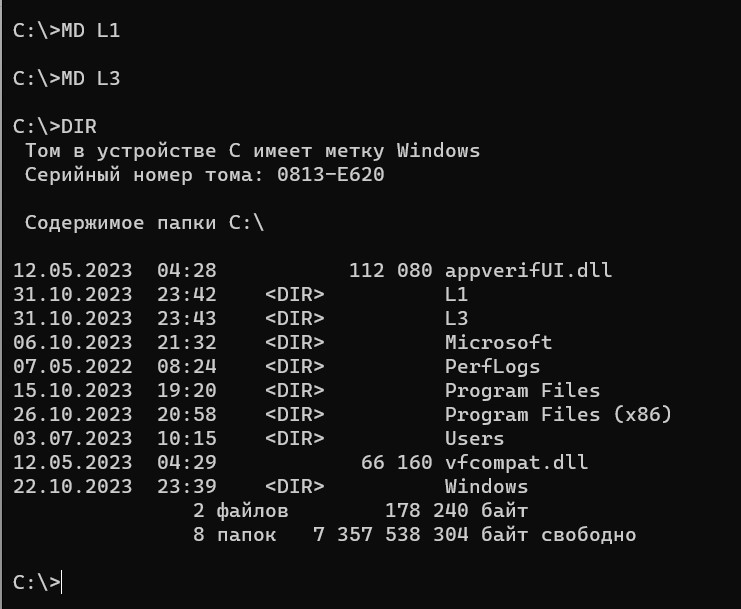 C:\>MD L1
C:\>MD L3
C:\>DIR
 Том в устройстве C имеет метку Windows
 Серийный номер тома: 0813-E620
 Содержимое папки C:\
12.05.2023  04:28           112 080 appverifUI.dll
31.10.2023  23:42    <DIR>          L1
31.10.2023  23:43    <DIR>          L3
06.10.2023  21:32    <DIR>          Microsoft
07.05.2022  08:24    <DIR>          PerfLogs
15.10.2023  19:20    <DIR>          Program Files
26.10.2023  20:58    <DIR>          Program Files (x86)
03.07.2023  10:15    <DIR>          Users
12.05.2023  04:29            66 160 vfcompat.dll
22.10.2023  23:39    <DIR>          Windows
               2 файлов        178 240 байт
               8 папок   7 357 538 304 байт свободно
C:\>